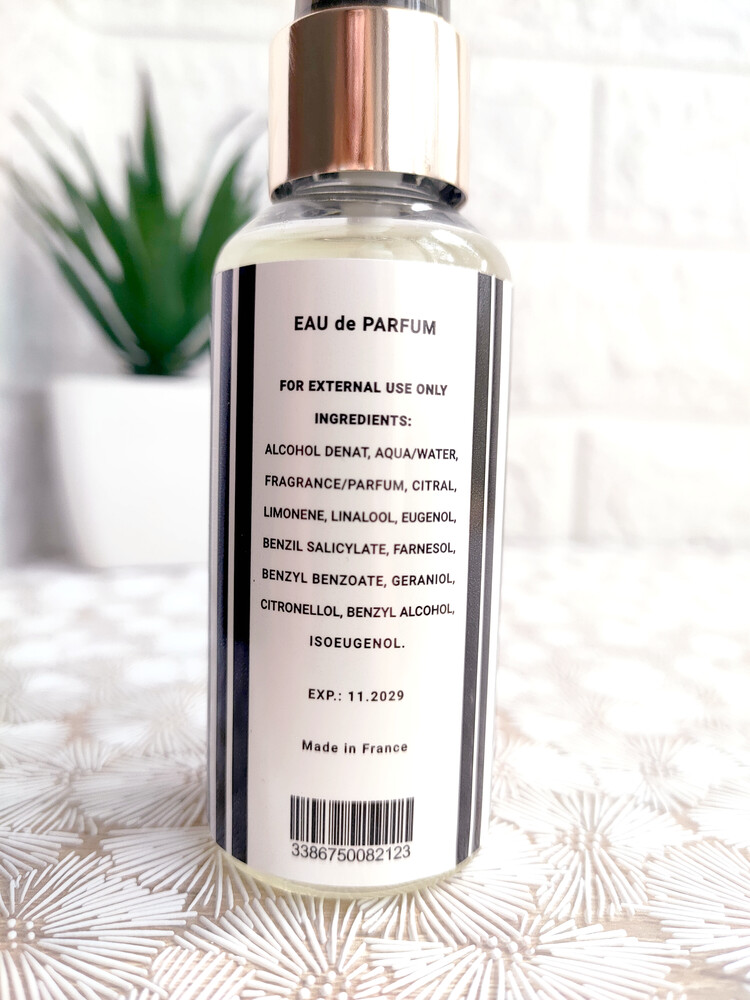 EAU de PARFUM
FOR EXTERNAL USE ONLY
INGREDIENTS:
ALCOHOL DENAT, AQUA/WATER,
FRAGRANCE/PARFUM, CITRAL,
LIMONENE, LINALOOL, EUGENOL,
BENZIL SALICYLATE, FARNESOL,
BENZYL BENZOATE, GERANIOL,
CITRONELLOL, BENZYL ALCOHOL,
ISOEUGENOL.
EXP.: 11.2029
Made in France
3386750082123